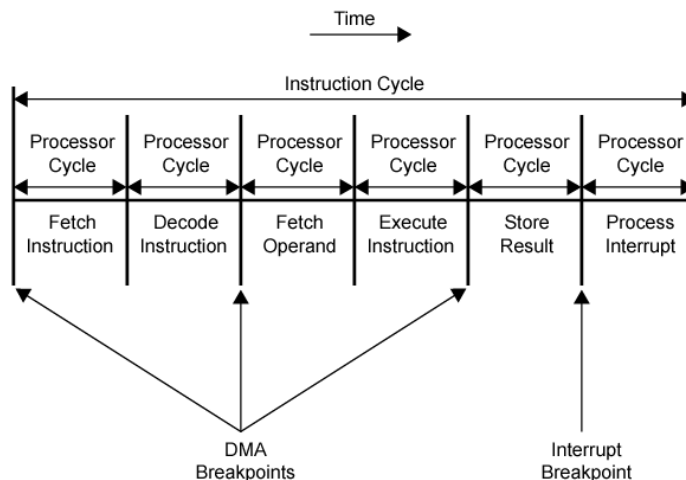 Time
Instruction Cycle
Processor Processor Processor Processor Processor Processor
Cycle Cycle Cycle Cycle Cycle Cycle
Fetch Decode Fetch Execute Store Process
Instruction Instruction Operand Instruction Result Interrupt
DMA Interrupt
Breakpoints Breakpoint